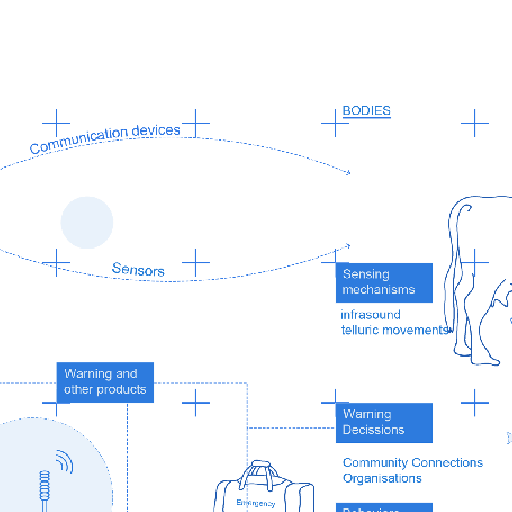 BODIES
Communication devices
Sensors
Sensing
mechanisms
infrasound
telluric movements
Warning and
other products
Warning
Decissions
Community Connections
Organisations
Emergency